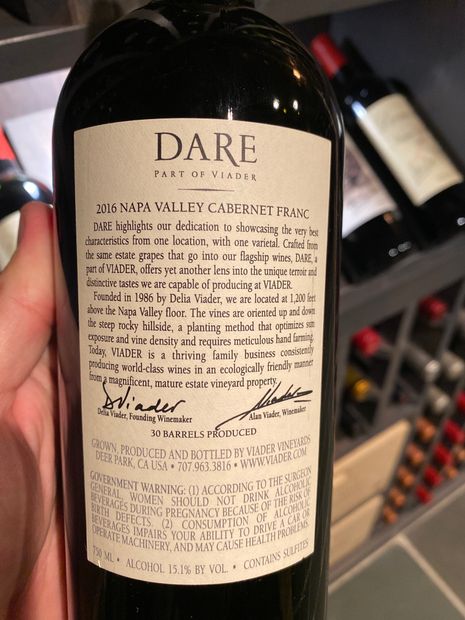 DARE
PART OF VIADER
2016 NAPA VALLEY CABERNET FRANC
DARE highlights our dedication to showcasing the very best
characteristics from one location, with one varietal. Crafted from
the same estate grapes that go into our flagship wines, DARE, a
part of VIADER, offers yet another lens into the unique terroir and
distinctive tastes we are capable of producing at VIADER.
Founded in 1986 by Delia Viader, we are located at 1,200 feet
above the Napa Valley floor. The vines are oriented up and down
the steep rocky hillside, a planting method that optimizes sun
exposure and vine density and requires meticulous hand farming.
Today, VIADER is a thriving family business consistently
producing world-class wines in an ecologically friendly manner
from a magnificent, mature estate vineyard property.
DViader
Delia Viader, Founding Winemaker
Alan Viader, Winemaker
30 BARRELS PRODUCED
GROWN, PRODUCED AND BOTTLED BY VIADER VINEYARDS
DEER PARK, CA USA • 707.963.3816 • WWW.VIADER.COM
GOVERNMENT WARNING: (1) ACCORDING TO THE SURGEON
GENERAL, WOMEN SHOULD NOT DRINK ALCOHOLIC
BEVERAGES DURING PREGNANCY BECAUSE OF THE RISK OF
BIRTH DEFECTS. (2) CONSUMPTION OF ALCOHOLIC
BEVERAGES IMPAIRS YOUR ABILITY TO DRIVE A CAR OR
OPERATE MACHINERY, AND MAY CAUSE HEALTH PROBLEMS.
750 ML • ALCOHOL 15.1% BY VOL. • CONTAINS SULFITES